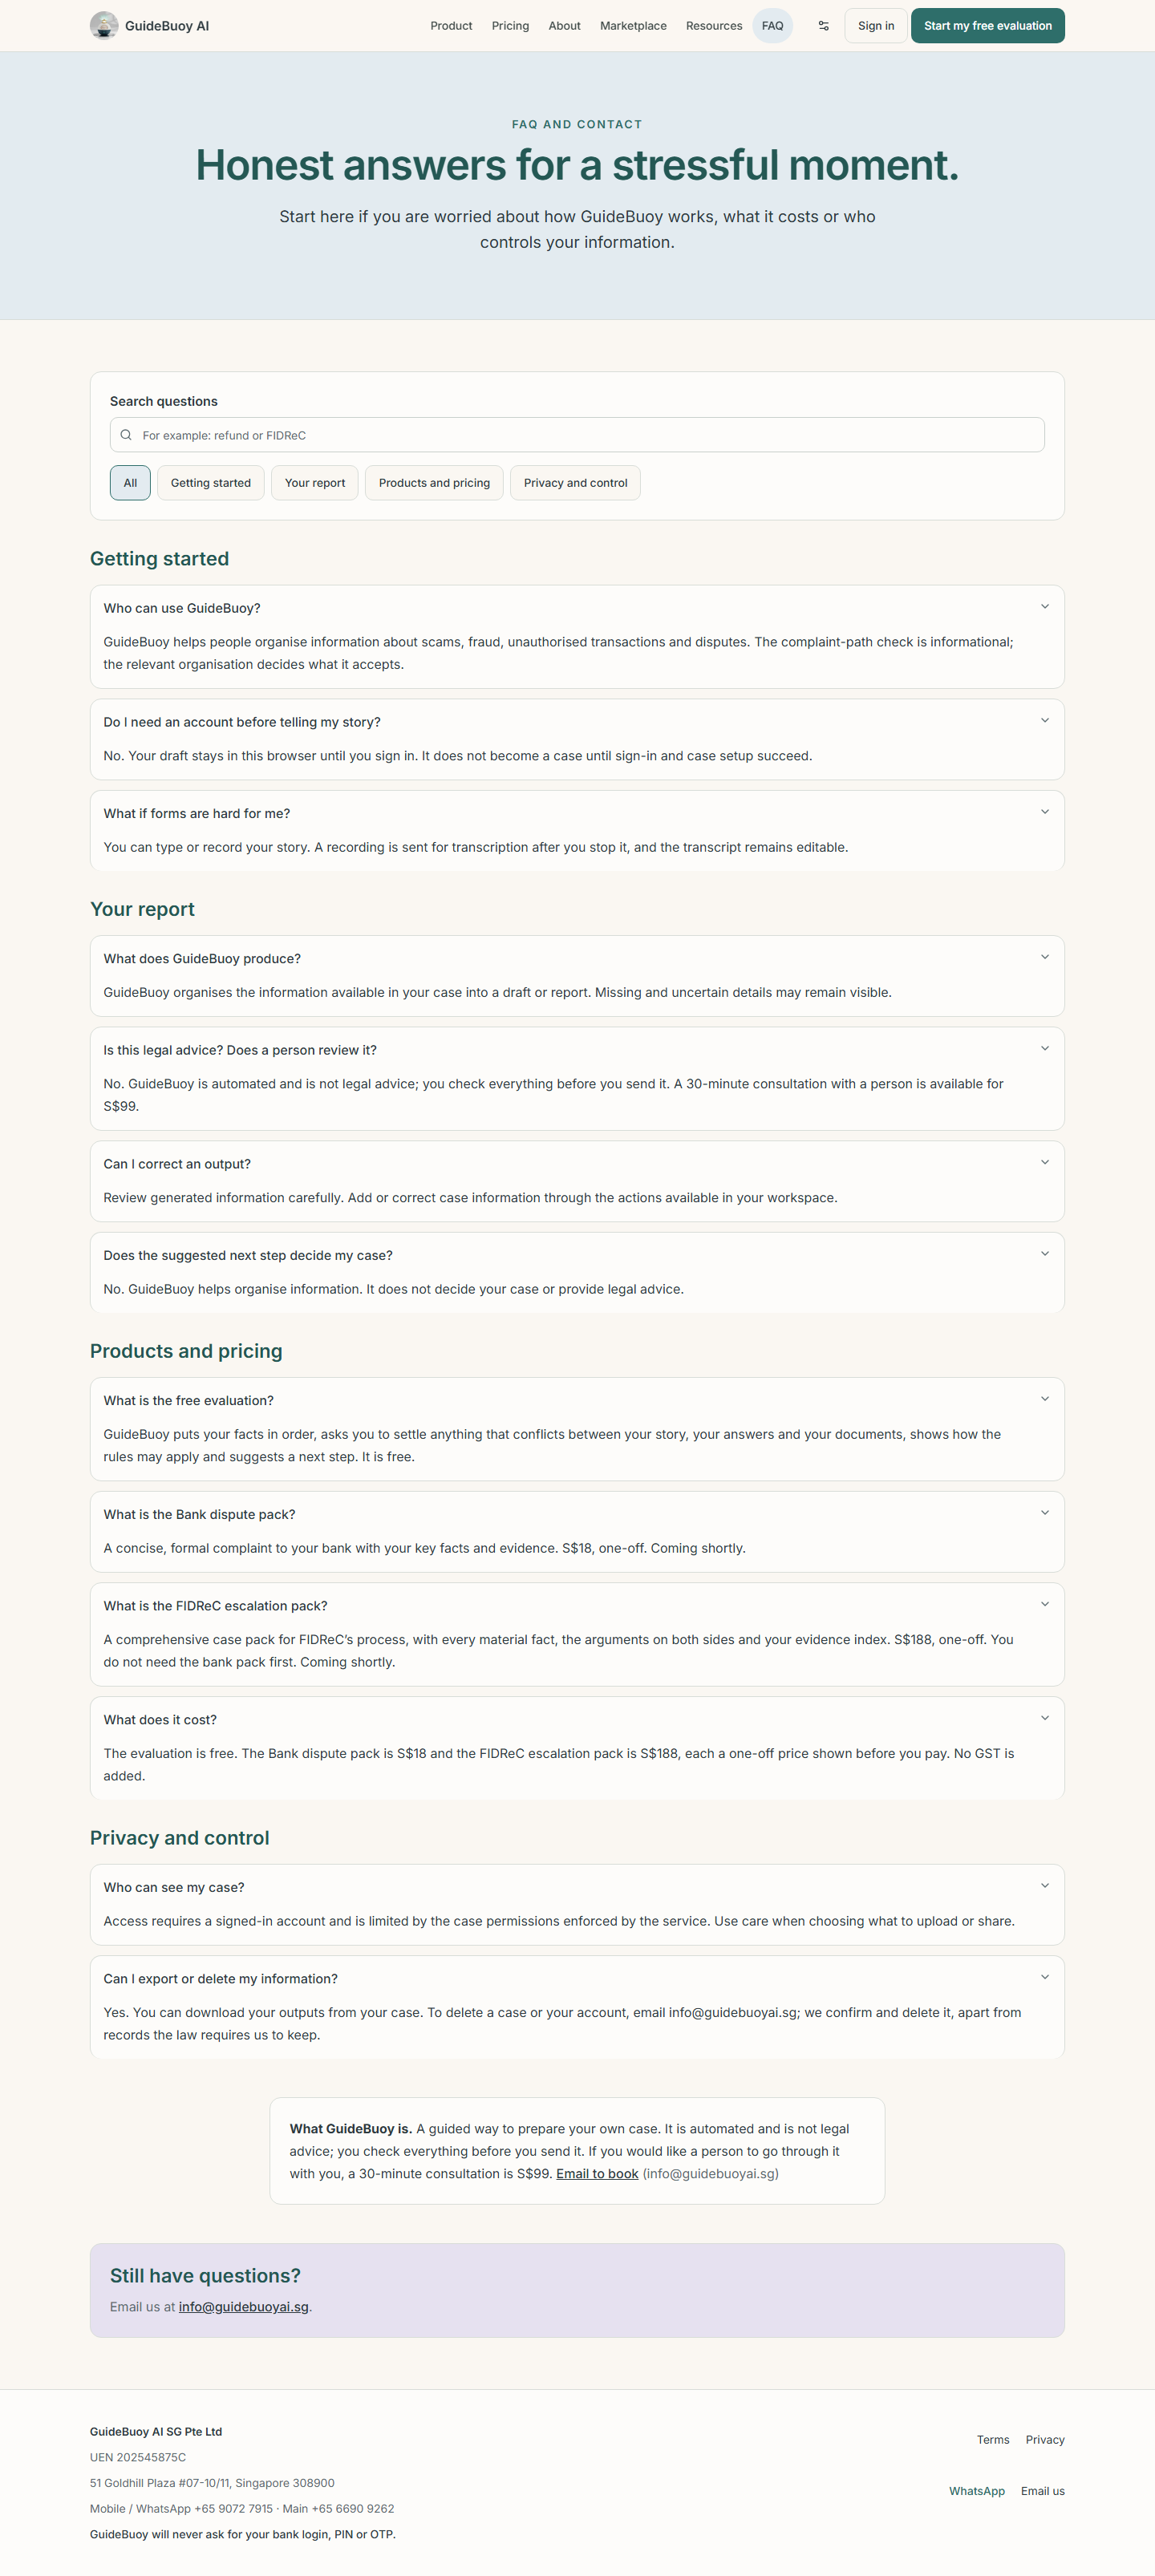 GuideBuoy AI
Product Pricing About Marketplace Resources FAQ Sign in Start my free evaluation
FAQ AND CONTACT
Honest answers for a stressful moment.
Start here if you are worried about how GuideBuoy works, what it costs or who
controls your information.
Search questions
For example: refund or FIDReC
All Getting started Your report Products and pricing Privacy and control
Getting started
Who can use GuideBuoy?
GuideBuoy helps people organise information about scams, fraud, unauthorised transactions and disputes. The complaint-path check is informational;
the relevant organisation decides what it accepts.
Do I need an account before telling my story?
No. Your draft stays in this browser until you sign in. It does not become a case until sign-in and case setup succeed.
What if forms are hard for me?
You can type or record your story. A recording is sent for transcription after you stop it, and the transcript remains editable.
Your report
What does GuideBuoy produce?
GuideBuoy organises the information available in your case into a draft or report. Missing and uncertain details may remain visible.
Is this legal advice? Does a person review it?
No. GuideBuoy is automated and is not legal advice; you check everything before you send it. A 30-minute consultation with a person is available for
S$99.
Can I correct an output?
Review generated information carefully. Add or correct case information through the actions available in your workspace.
Does the suggested next step decide my case?
No. GuideBuoy helps organise information. It does not decide your case or provide legal advice.
Products and pricing
What is the free evaluation?
GuideBuoy puts your facts in order, asks you to settle anything that conflicts between your story, your answers and your documents, shows how the
rules may apply and suggests a next step. It is free.
What is the Bank dispute pack?
A concise, formal complaint to your bank with your key facts and evidence. S$18, one-off. Coming shortly.
What is the FIDReC escalation pack?
A comprehensive case pack for FIDReC’s process, with every material fact, the arguments on both sides and your evidence index. S$188, one-off. You
do not need the bank pack first. Coming shortly.
What does it cost?
The evaluation is free. The Bank dispute pack is S$18 and the FIDReC escalation pack is S$188, each a one-off price shown before you pay. No GST is
added.
Privacy and control
Who can see my case?
Access requires a signed-in account and is limited by the case permissions enforced by the service. Use care when choosing what to upload or share.
Can I export or delete my information?
Yes. You can download your outputs from your case. To delete a case or your account, email info@guidebuoyai.sg; we confirm and delete it, apart from
records the law requires us to keep.
What GuideBuoy is. A guided way to prepare your own case. It is automated and is not legal
advice; you check everything before you send it. If you would like a person to go through it
with you, a 30-minute consultation is S$99. Email to book (info@guidebuoyai.sg)
Still have questions?
Email us at info@guidebuoyai.sg.
GuideBuoy AI SG Pte Ltd
UEN 202545875C
51 Goldhill Plaza #07-10/11, Singapore 308900
Mobile / WhatsApp +65 9072 7915 · Main +65 6690 9262
GuideBuoy will never ask for your bank login, PIN or OTP.
Terms Privacy
WhatsApp Email us